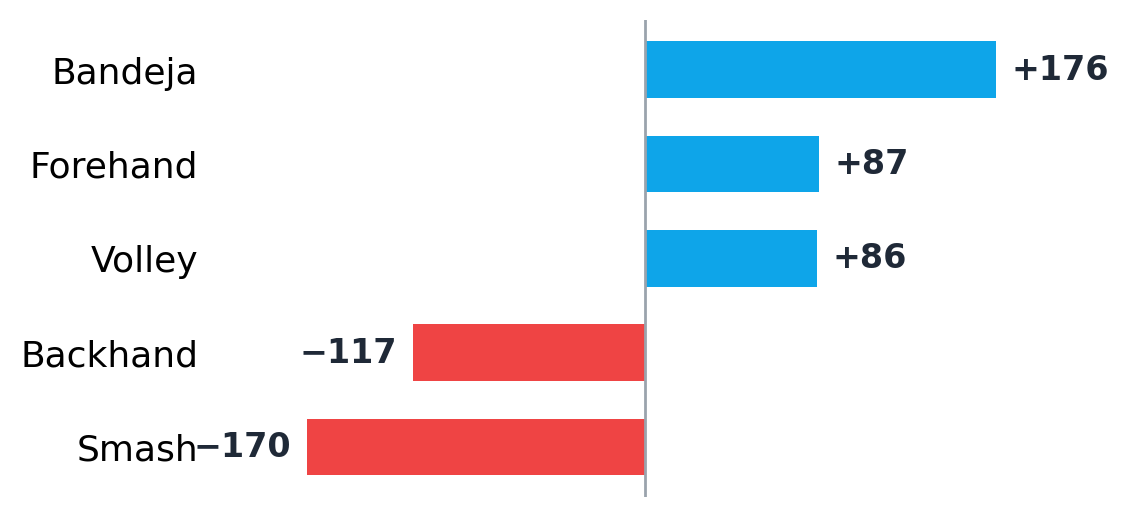 Bandeja +176
Forehand +87
Volley +86
Backhand −117
Smash −170